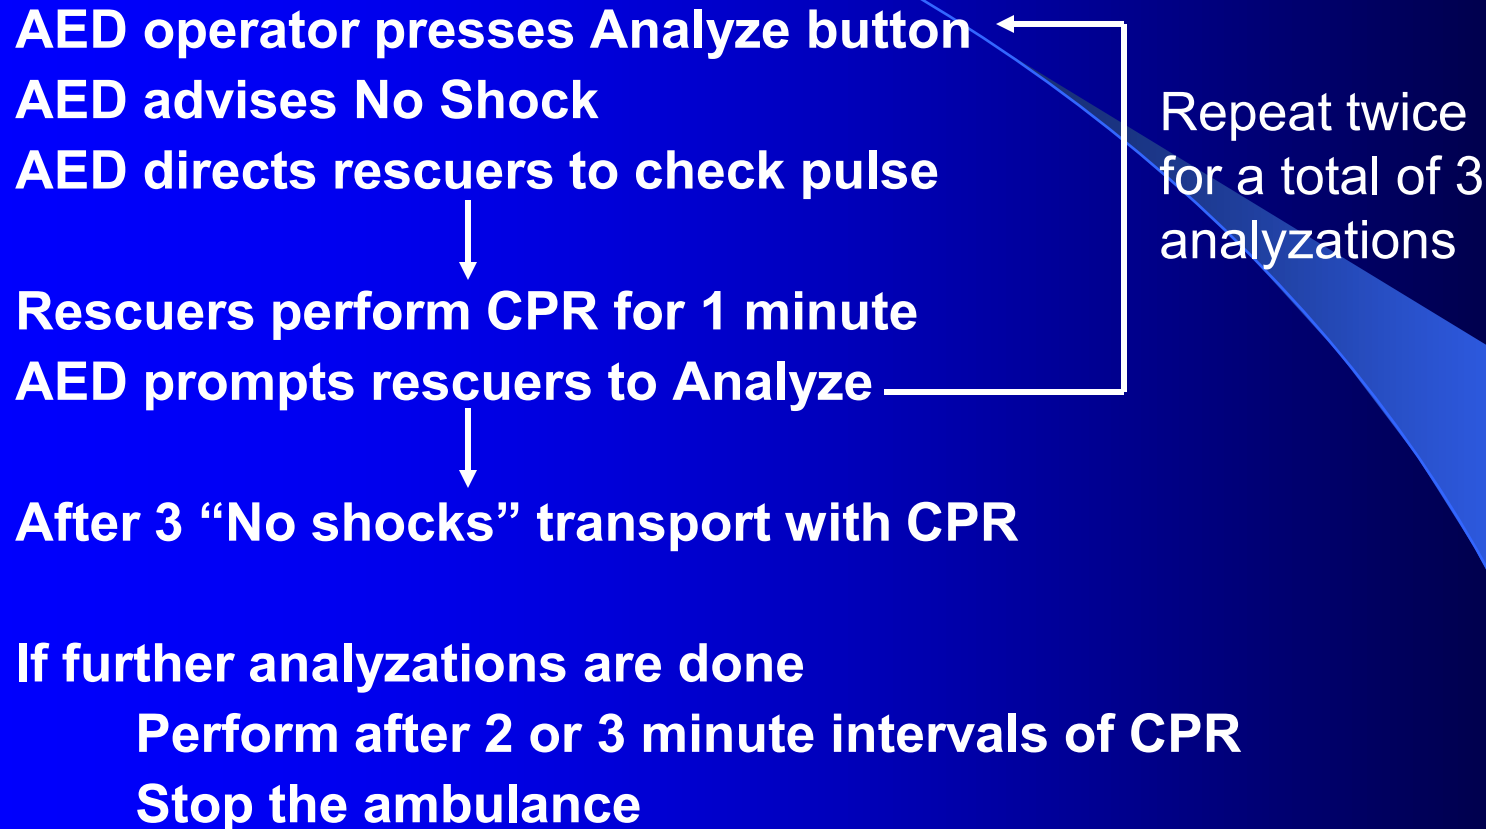 AED operator presses Analyze button
AED advises No Shock
AED directs rescuers to check pulse
Repeat twice
for a total of 3
analyzations
Rescuers perform CPR for 1 minute
AED prompts rescuers to Analyze
After 3 “No shocks” transport with CPR
If further analyzations are done
Perform after 2 or 3 minute intervals of CPR
Stop the ambulance